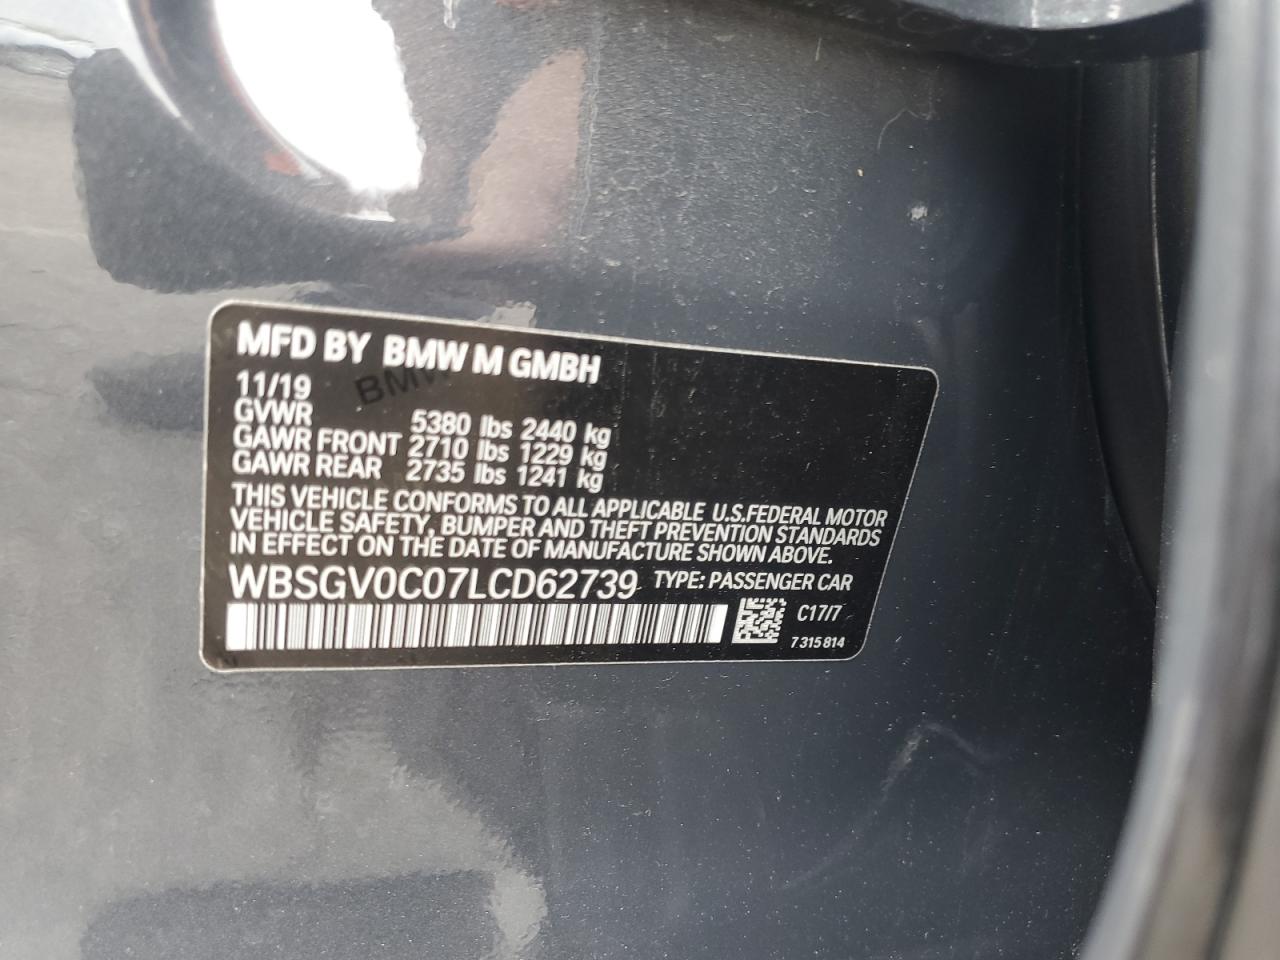 MFD BY BMW M GMBH
11/19
GVWR 5380 lbs 2440 kg
GAWR FRONT 2710 lbs 1229 kg
GAWR REAR 2735 lbs 1241 kg
THIS VEHICLE CONFORMS TO ALL APPLICABLE U.S.FEDERAL MOTOR
VEHICLE SAFETY, BUMPER AND THEFT PREVENTION STANDARDS
IN EFFECT ON THE DATE OF MANUFACTURE SHOWN ABOVE.
WBSGV0C07LCD62739 TYPE: PASSENGER CAR
C17/7
7 315 814